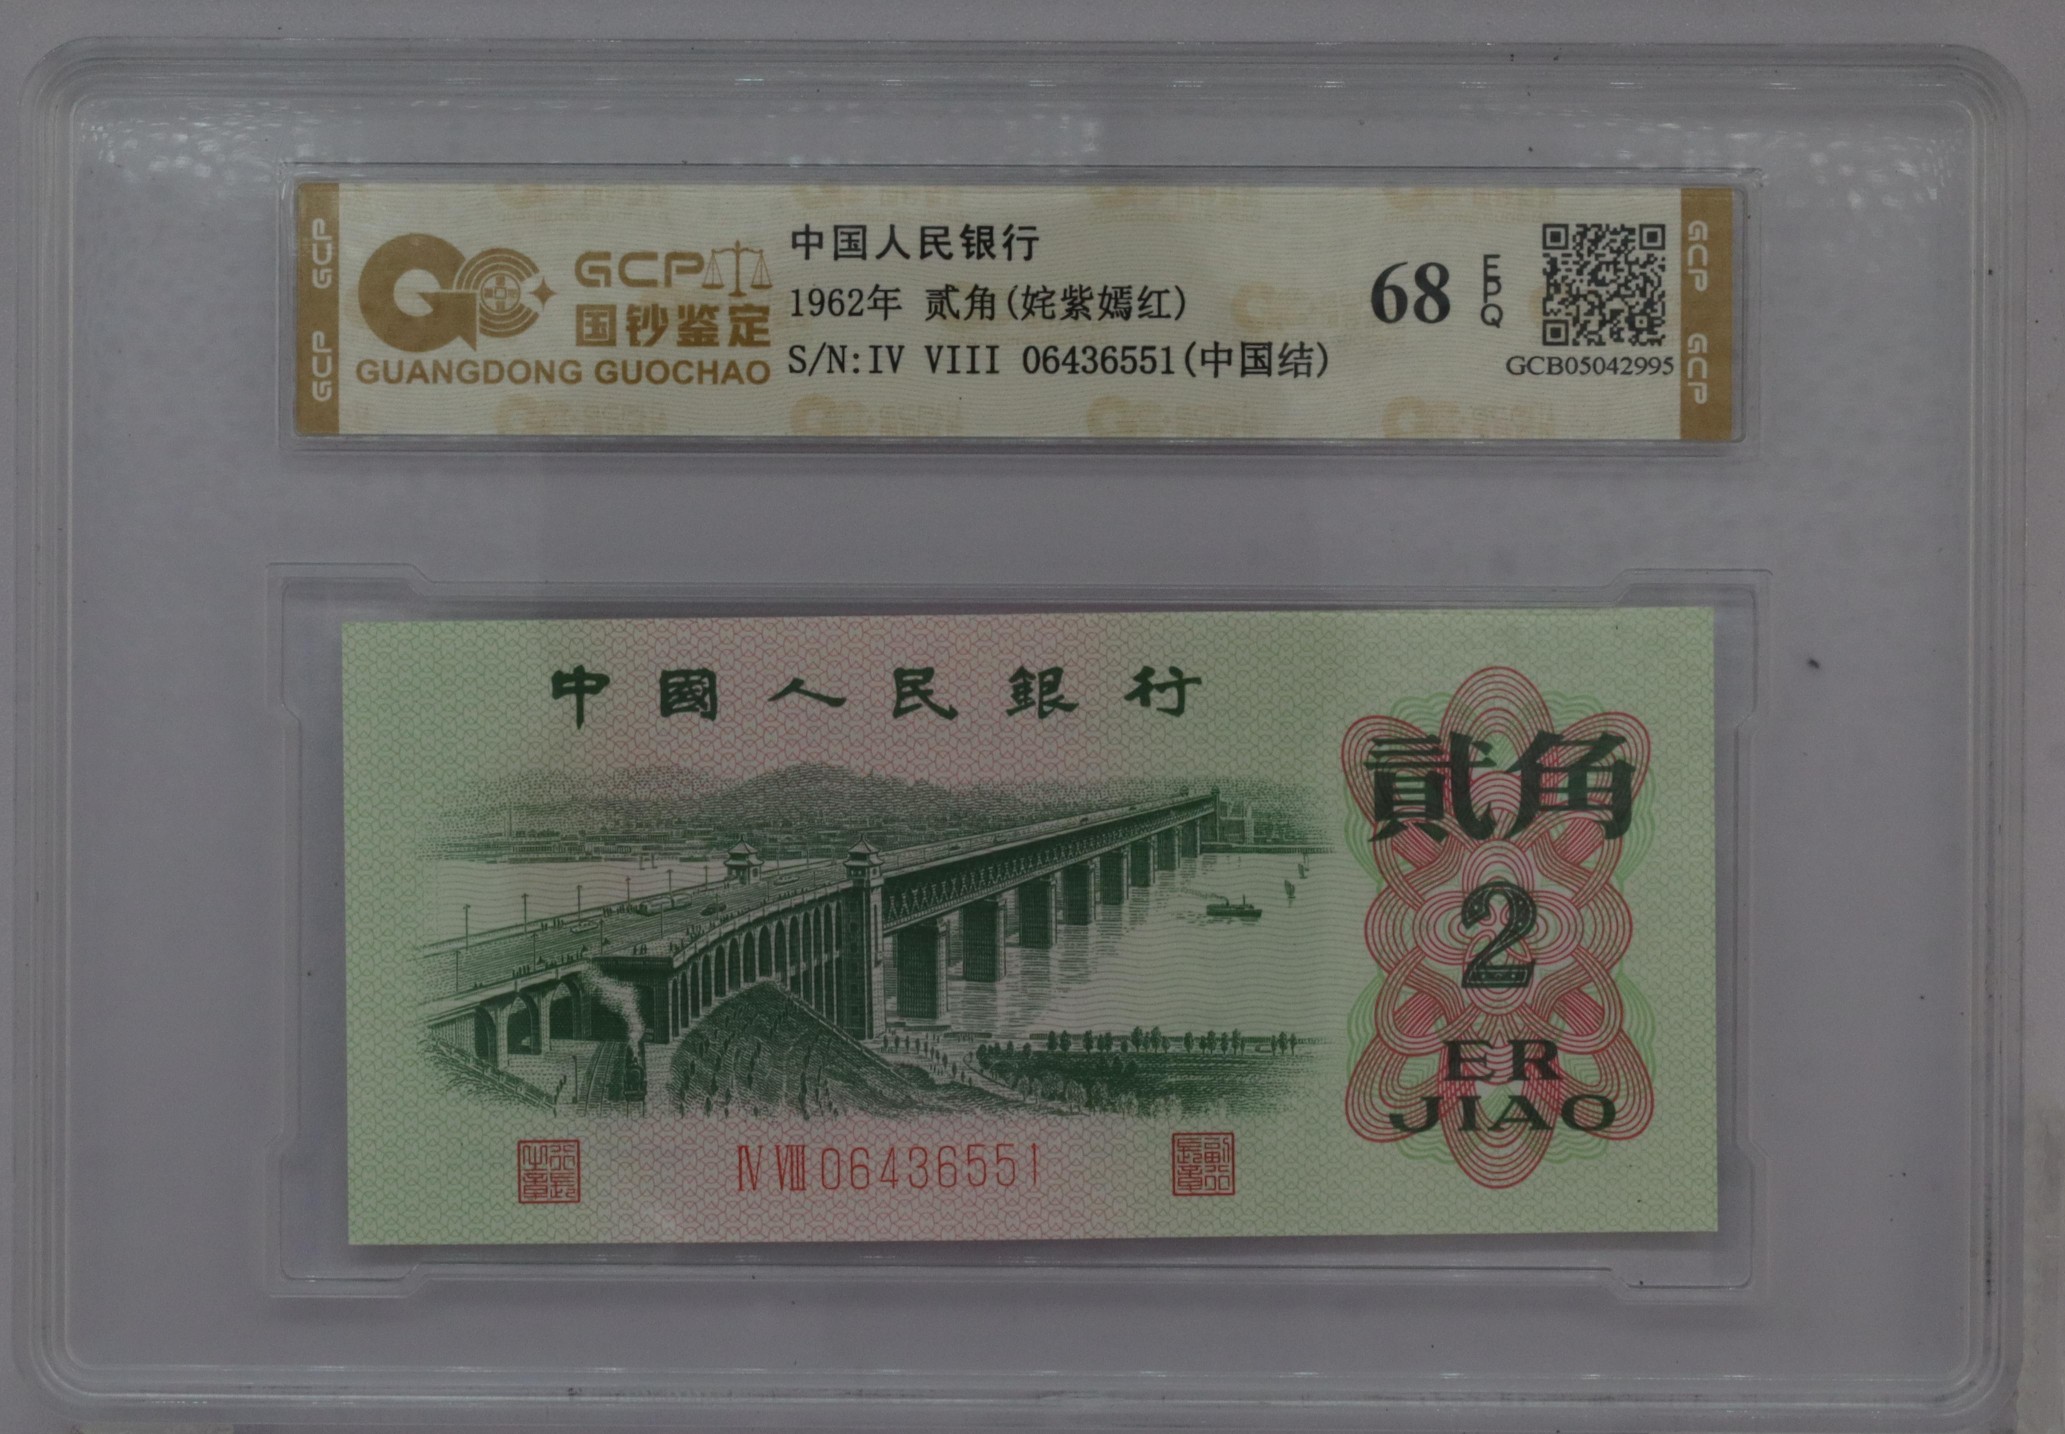 GCP
GCP
GCP
国钞鉴定
GUANGDONG GUOCHAO
中国人民银行
1962年 贰角(姹紫嫣红)
S/N:IV VIII 06436551(中国结)
68 EPQ
GCB05042995
GCP
GCP
中國人民銀行
貳角
2
ER
JIAO
IV VIII 06436551